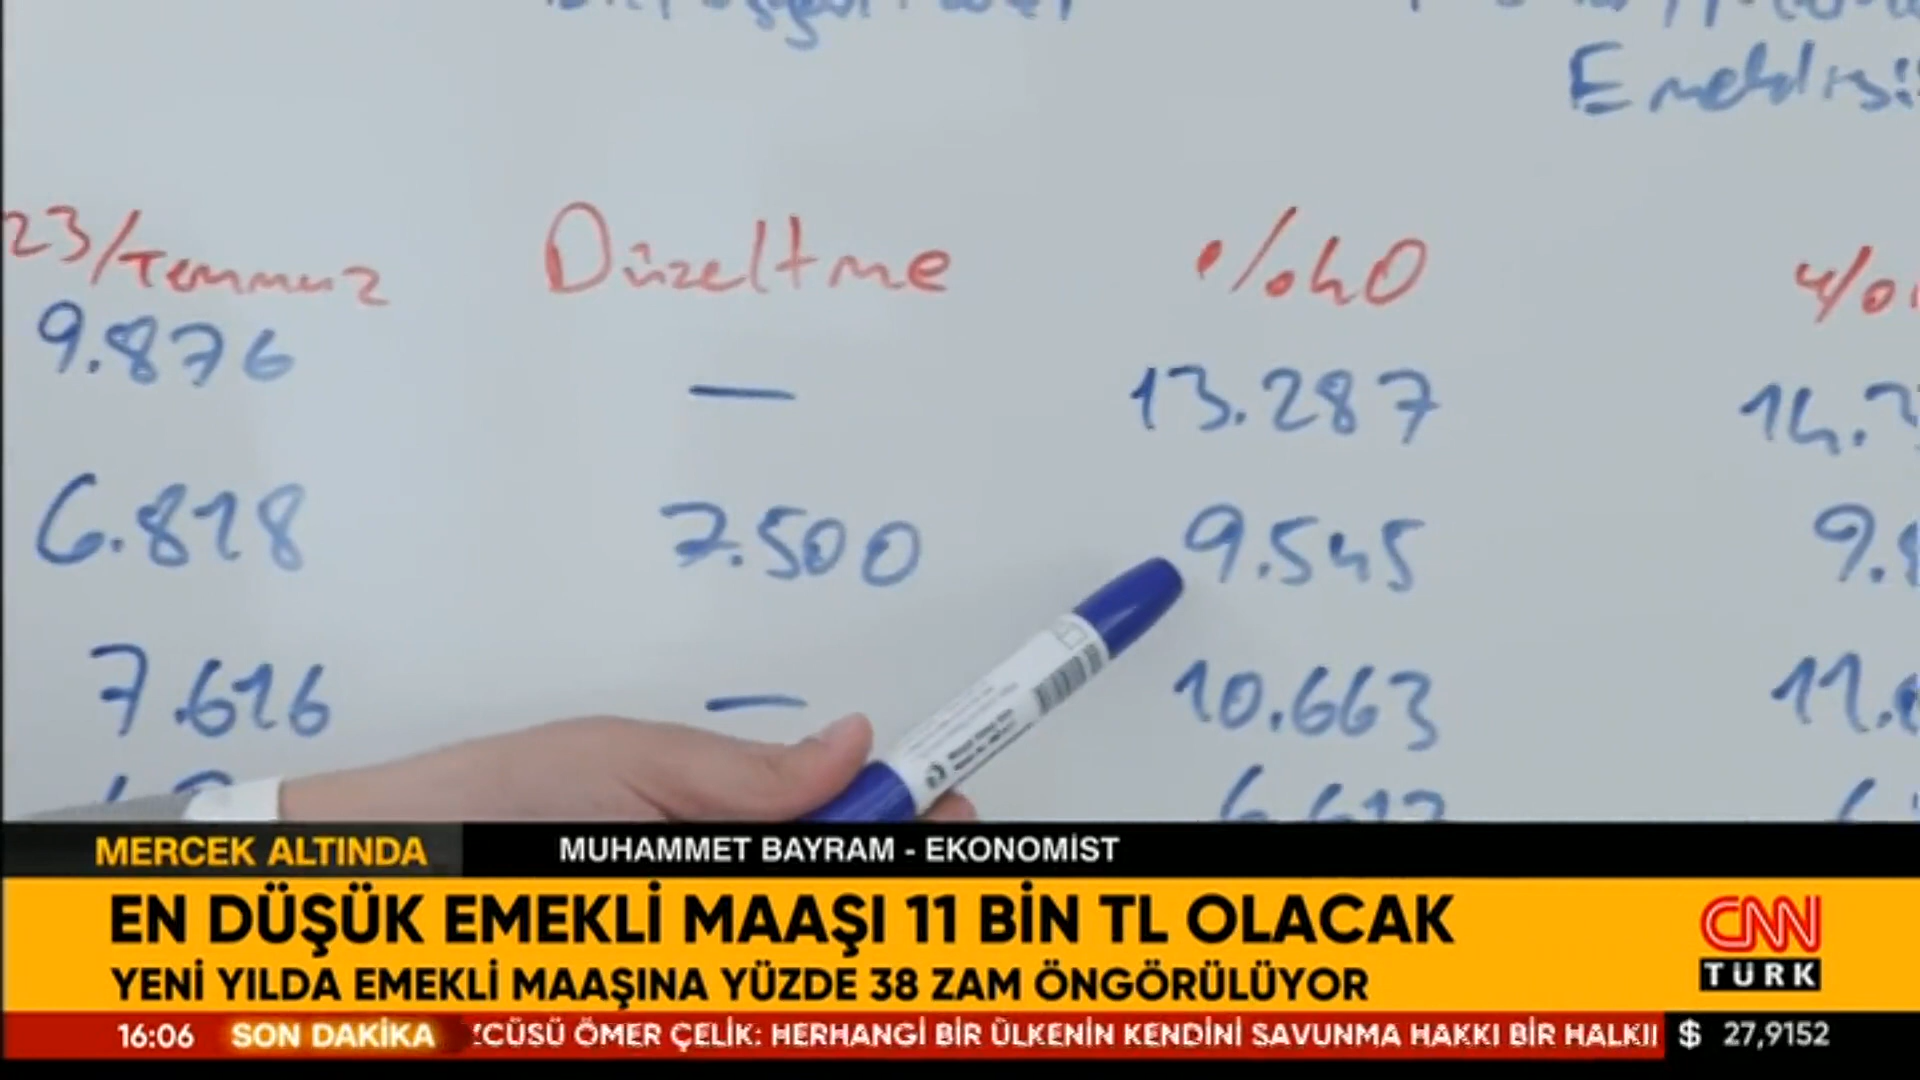 Emeklisi
23/Temmuz Düzeltme %40
9.876 — 13.287
6.818 7.500 9.545
7.616 — 10.663
MERCEK ALTINDA MUHAMMET BAYRAM - EKONOMİST
EN DÜŞÜK EMEKLİ MAAŞI 11 BİN TL OLACAK
YENİ YILDA EMEKLİ MAAŞINA YÜZDE 38 ZAM ÖNGÖRÜLÜYOR
CNN
TÜRK
16:06 SON DAKİKA ZCÜSÜ ÖMER ÇELİK: HERHANGİ BİR ÜLKENİN KENDİNİ SAVUNMA HAKKI BİR HALKI $ 27,9152